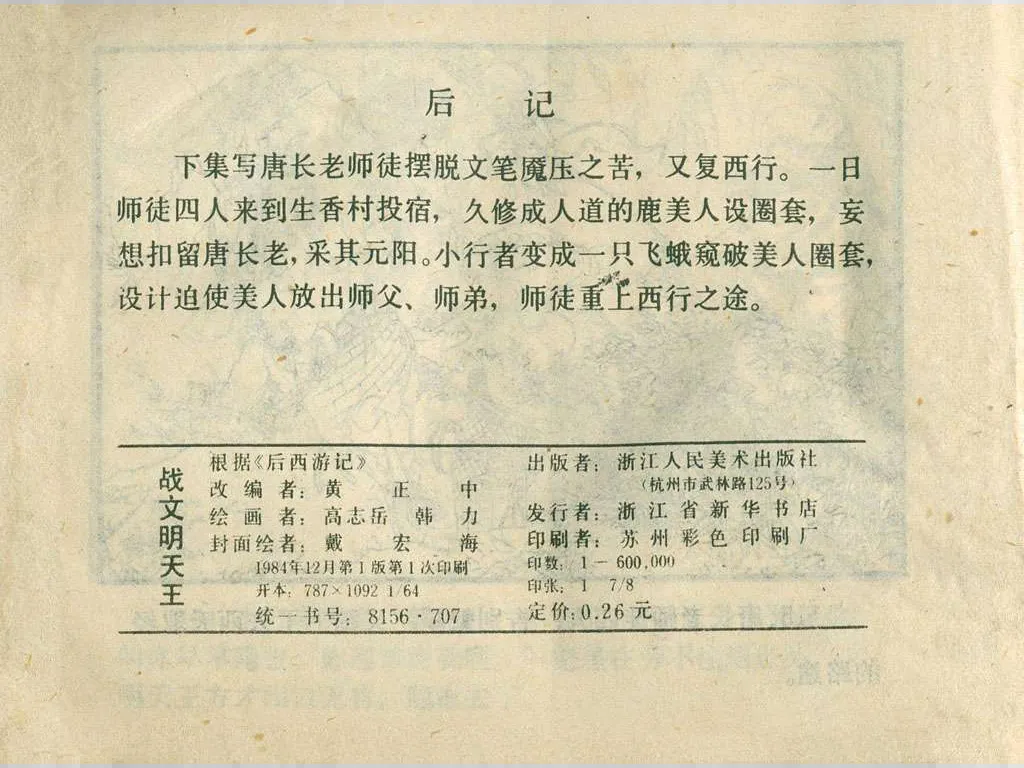 后 记
下集写唐长老师徒摆脱文笔魇压之苦，又复西行。一日
师徒四人来到生香村投宿，久修成人道的鹿美人设圈套，妄
想扣留唐长老，采其元阳。小行者变成一只飞蛾窥破美人圈套，
设计迫使美人放出师父、师弟，师徒重上西行之途。
战文明天王
根据《后西游记》
改编者：黄正中
绘画者：高志岳 韩力
封面绘者：戴宏海
1984年12月第1版第1次印刷
开本：787×1092 1/64
统一书号：8156·707
出版者：浙江人民美术出版社
（杭州市武林路125号）
发行者：浙江省新华书店
印刷者：苏州彩色印刷厂
印数：1－600,000
印张：1 7/8
定价：0.26元
的路途。